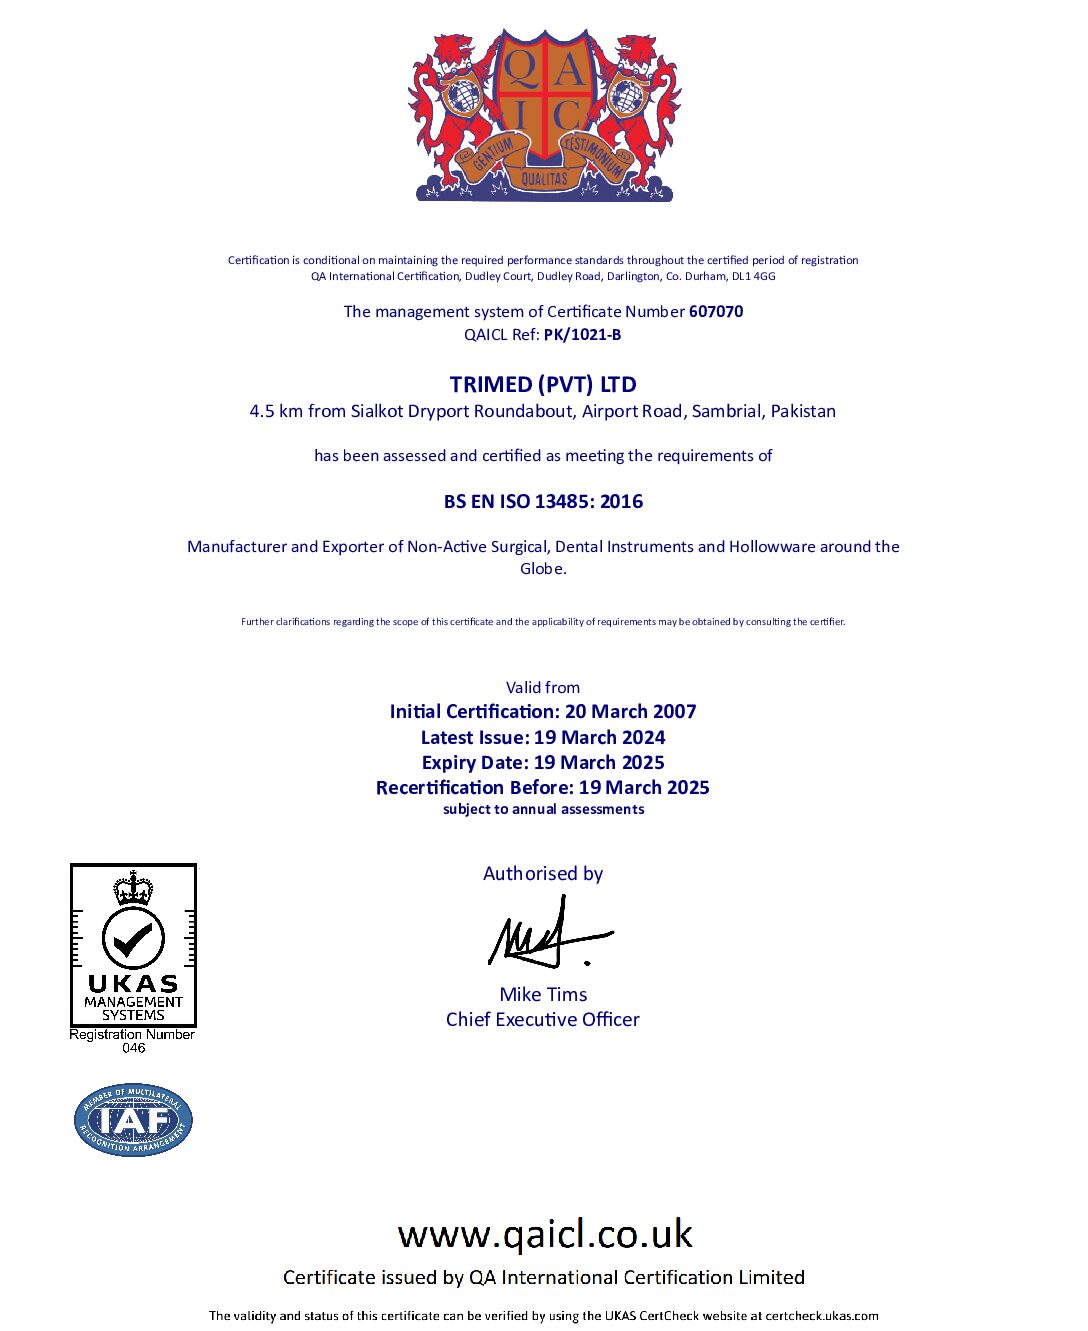 Q A
I C
GENTIUM
TESTIMONIUM
QUALITAS
Certification is conditional on maintaining the required performance standards throughout the certified period of registration
QA International Certification, Dudley Court, Dudley Road, Darlington, Co. Durham, DL1 4GG
The management system of Certificate Number 607070
QAICL Ref: PK/1021-B
TRIMED (PVT) LTD
4.5 km from Sialkot Dryport Roundabout, Airport Road, Sambrial, Pakistan
has been assessed and certified as meeting the requirements of
BS EN ISO 13485: 2016
Manufacturer and Exporter of Non-Active Surgical, Dental Instruments and Hollowware around the
Globe.
Further clarifications regarding the scope of this certificate and the applicability of requirements may be obtained by consulting the certifier.
Valid from
Initial Certification: 20 March 2007
Latest Issue: 19 March 2024
Expiry Date: 19 March 2025
Recertification Before: 19 March 2025
subject to annual assessments
Authorised by
Mike Tims
Chief Executive Officer
UKAS
MANAGEMENT
SYSTEMS
Registration Number
046
MEMBER OF MULTILATERAL
IAF
RECOGNITION ARRANGEMENT
www.qaicl.co.uk
Certificate issued by QA International Certification Limited
The validity and status of this certificate can be verified by using the UKAS CertCheck website at certcheck.ukas.com